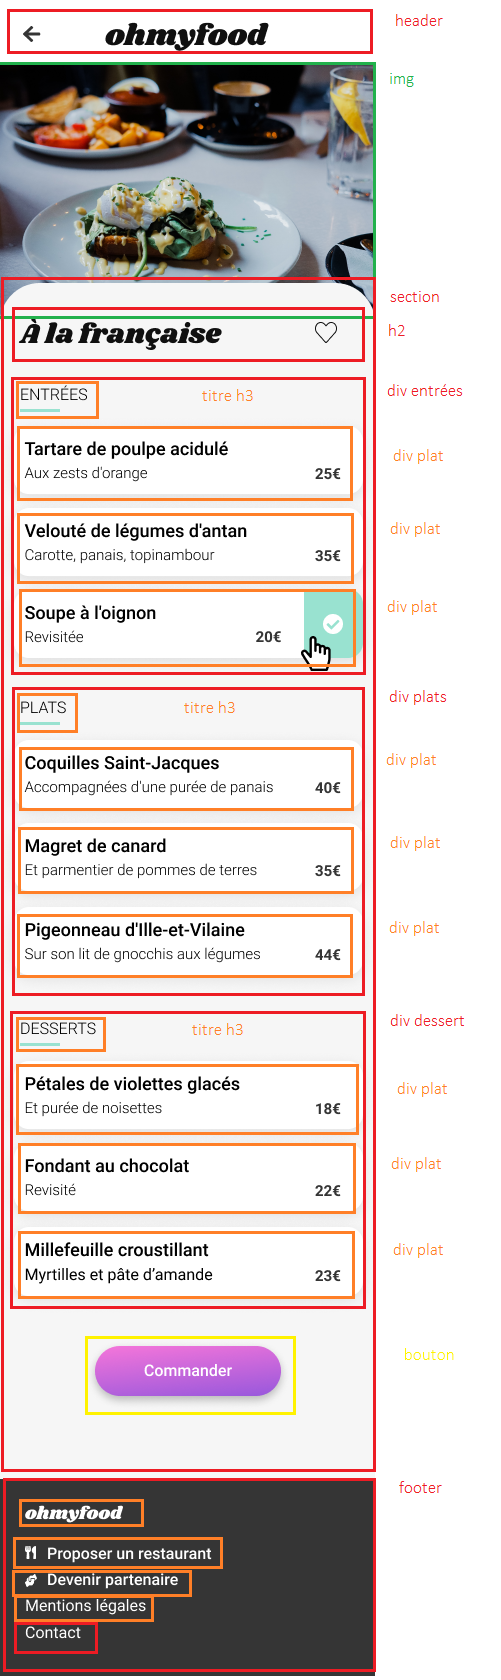 ohmyfood header
img
section
À la française h2
ENTRÉES titre h3 div entrées
Tartare de poulpe acidulé
Aux zests d'orange 25€ div plat
Velouté de légumes d'antan div plat
Carotte, panais, topinambour 35€
Soupe à l'oignon div plat
Revisitée 20€
PLATS titre h3 div plats
Coquilles Saint-Jacques div plat
Accompagnées d'une purée de panais 40€
Magret de canard div plat
Et parmentier de pommes de terres 35€
Pigeonneau d'Ille-et-Vilaine div plat
Sur son lit de gnocchis aux légumes 44€
DESSERTS titre h3 div dessert
Pétales de violettes glacés div plat
Et purée de noisettes 18€
Fondant au chocolat div plat
Revisité 22€
Millefeuille croustillant div plat
Myrtilles et pâte d’amande 23€
Commander bouton
footer
ohmyfood
Proposer un restaurant
Devenir partenaire
Mentions légales
Contact